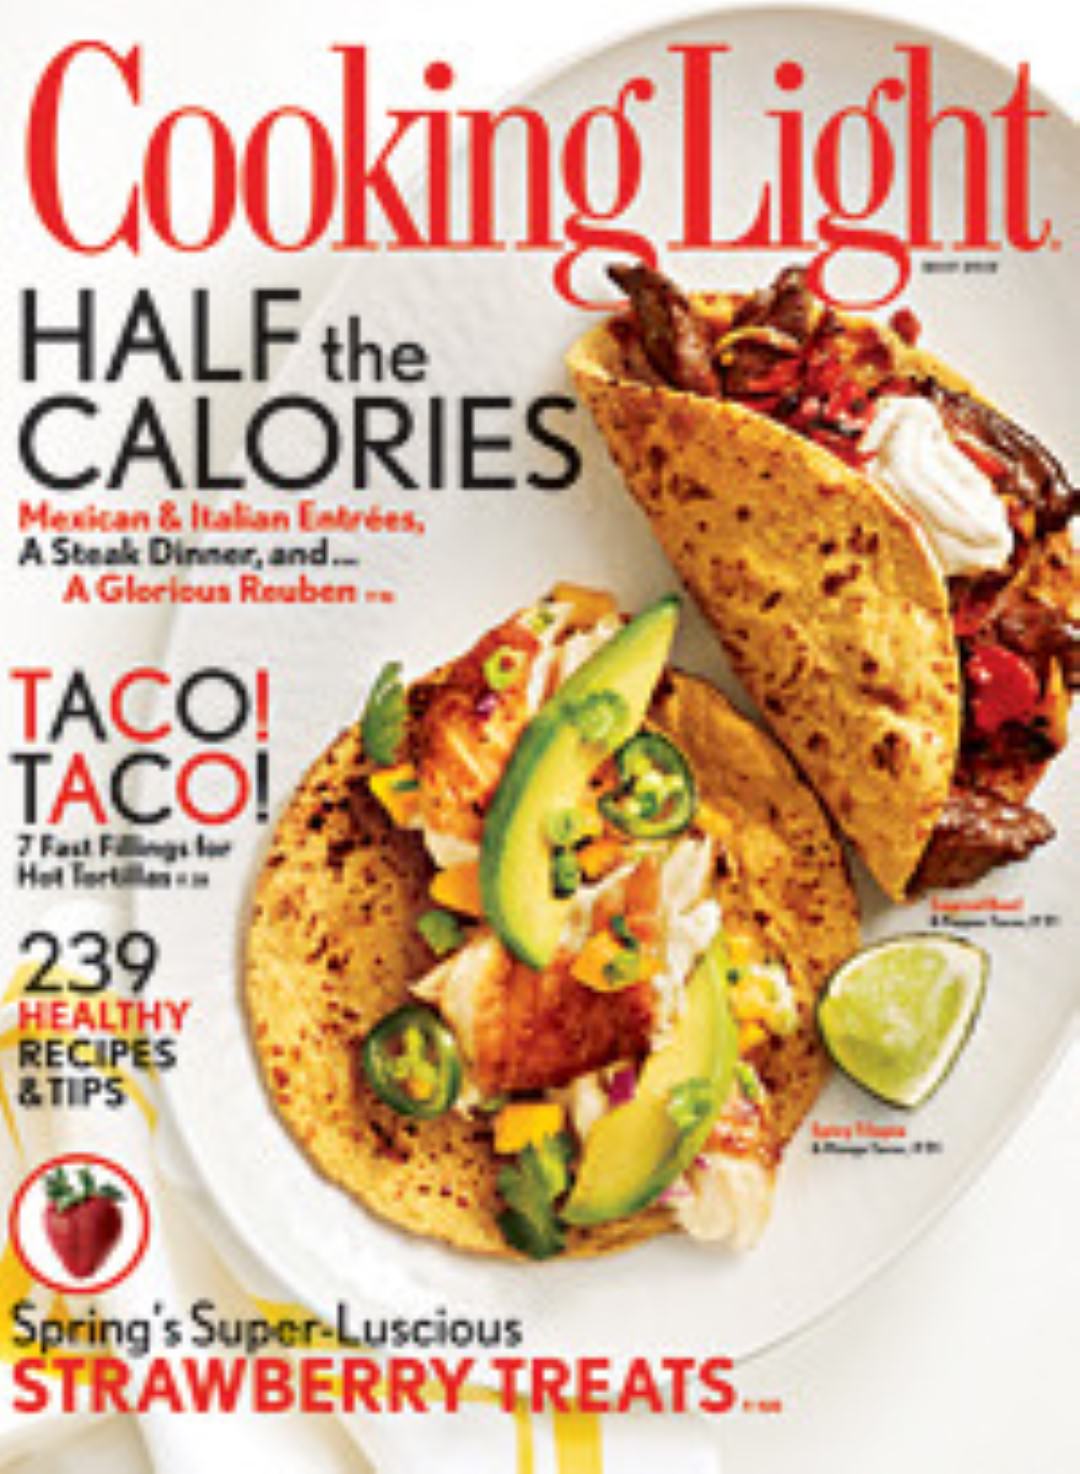 Cooking Light
HALF the
CALORIES
Mexican & Italian Entrées,
A Steak Dinner, and...
A Glorious Reuben
TACO!
TACO!
7 Fast Fillings for
Hot Tortillas
239
HEALTHY
RECIPES
& TIPS
Spring's Super-Luscious
STRAWBERRY TREATS